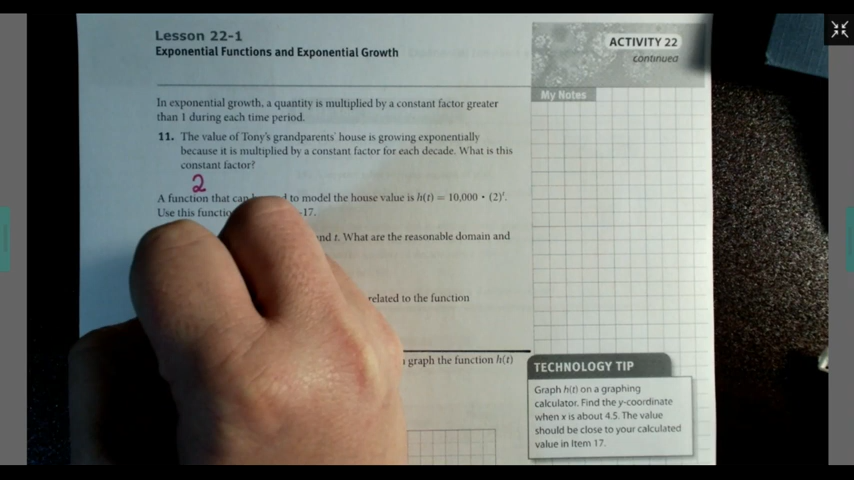 Lesson 22-1
Exponential Functions and Exponential Growth
ACTIVITY 22
continued
My Notes
In exponential growth, a quantity is multiplied by a constant factor greater
than 1 during each time period.
11. The value of Tony's grandparents' house is growing exponentially
because it is multiplied by a constant factor for each decade. What is this
constant factor?
2
A function that can to model the house value is h(t) = 10,000 • (2)ᵗ.
Use this -17.
t. What are the reasonable domain and
related to the function
graph the function h(t)
TECHNOLOGY TIP
Graph h(t) on a graphing
calculator. Find the y-coordinate
when x is about 4.5. The value
should be close to your calculated
value in Item 17.